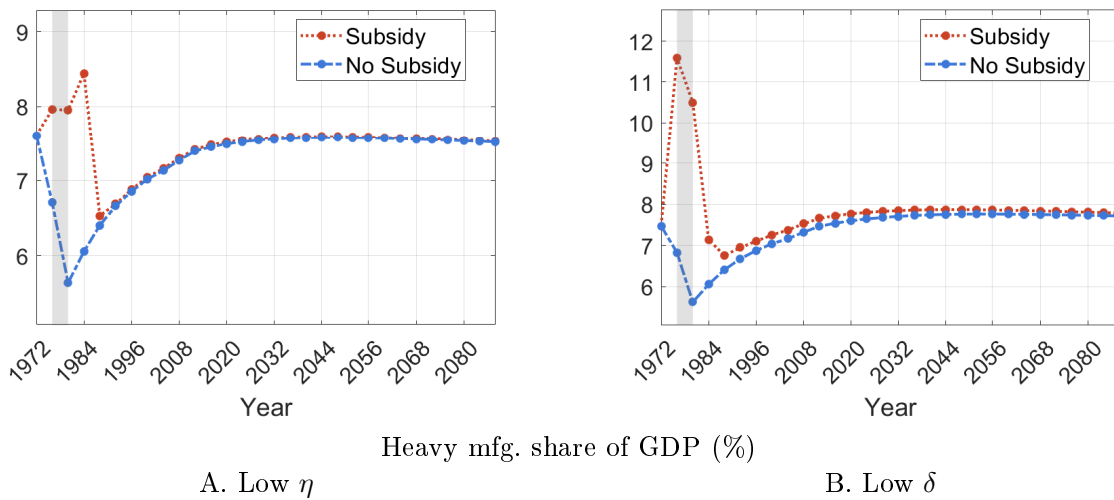 9
8
7
6
Subsidy
No Subsidy
1972 1984 1996 2008 2020 2032 2044 2056 2068 2080
Year
12
11
10
9
8
7
6
Subsidy
No Subsidy
1972 1984 1996 2008 2020 2032 2044 2056 2068 2080
Year
Heavy mfg. share of GDP (%)
A. Low η
B. Low δ